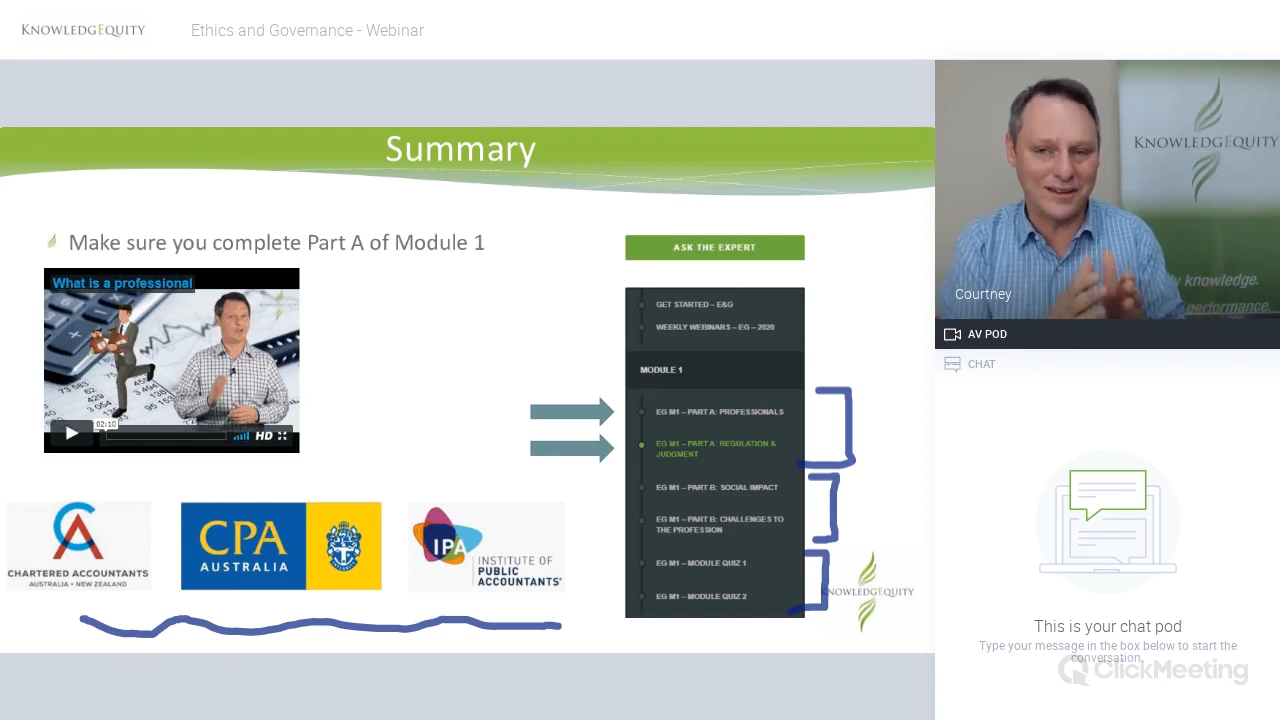 KNOWLEDGEQUITY
Ethics and Governance - Webinar
Summary
Make sure you complete Part A of Module 1
What is a professional
02:10
HD
CHARTERED ACCOUNTANTS
AUSTRALIA • NEW ZEALAND
CPA
AUSTRALIA
IPA
INSTITUTE OF
PUBLIC
ACCOUNTANTS'
ASK THE EXPERT
GET STARTED – E&G
WEEKLY WEBINARS – EG – 2020
MODULE 1
EG M1 – PART A: PROFESSIONALS
EG M1 – PART A: REGULATION &
JUDGMENT
EG M1 – PART B: SOCIAL IMPACT
EG M1 – PART B: CHALLENGES TO
THE PROFESSION
EG M1 – MODULE QUIZ 1
EG M1 – MODULE QUIZ 2
KNOWLEDGEQUITY
KNOWLEDGEQUITY
y knowledge.
performance.
Courtney
AV POD
CHAT
This is your chat pod
Type your message in the box below to start the
conversation.
ClickMeeting